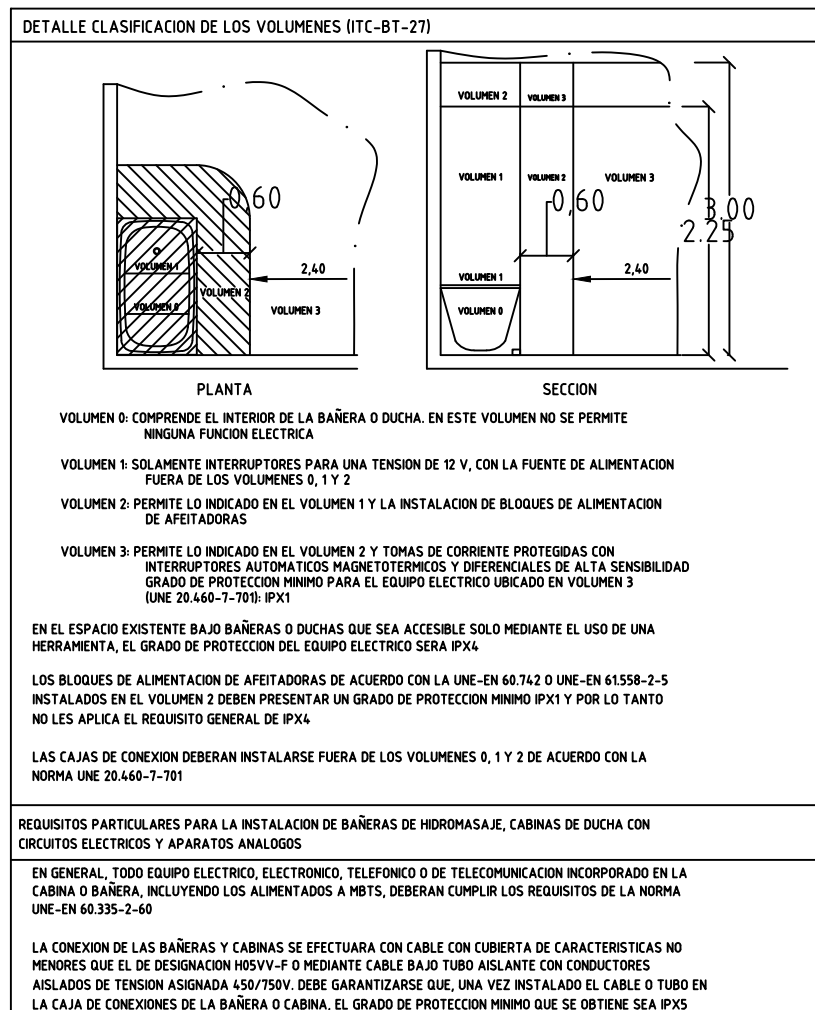 DETALLE CLASIFICACION DE LOS VOLUMENES (ITC-BT-27)
VOLUMEN 1
VOLUMEN 0
VOLUMEN 2
0,60
2,40
VOLUMEN 3
PLANTA
VOLUMEN 2
VOLUMEN 3
VOLUMEN 1
VOLUMEN 2
VOLUMEN 3
0,60
3.00
2.25
2,40
VOLUMEN 1
VOLUMEN 0
SECCION
VOLUMEN 0: COMPRENDE EL INTERIOR DE LA BAÑERA O DUCHA. EN ESTE VOLUMEN NO SE PERMITE
NINGUNA FUNCION ELECTRICA
VOLUMEN 1: SOLAMENTE INTERRUPTORES PARA UNA TENSION DE 12 V, CON LA FUENTE DE ALIMENTACION
FUERA DE LOS VOLUMENES 0, 1 Y 2
VOLUMEN 2: PERMITE LO INDICADO EN EL VOLUMEN 1 Y LA INSTALACION DE BLOQUES DE ALIMENTACION
DE AFEITADORAS
VOLUMEN 3: PERMITE LO INDICADO EN EL VOLUMEN 2 Y TOMAS DE CORRIENTE PROTEGIDAS CON
INTERRUPTORES AUTOMATICOS MAGNETOTERMICOS Y DIFERENCIALES DE ALTA SENSIBILIDAD
GRADO DE PROTECCION MINIMO PARA EL EQUIPO ELECTRICO UBICADO EN VOLUMEN 3
(UNE 20.460-7-701): IPX1
EN EL ESPACIO EXISTENTE BAJO BAÑERAS O DUCHAS QUE SEA ACCESIBLE SOLO MEDIANTE EL USO DE UNA
HERRAMIENTA, EL GRADO DE PROTECCION DEL EQUIPO ELECTRICO SERA IPX4
LOS BLOQUES DE ALIMENTACION DE AFEITADORAS DE ACUERDO CON LA UNE-EN 60.742 O UNE-EN 61.558-2-5
INSTALADOS EN EL VOLUMEN 2 DEBEN PRESENTAR UN GRADO DE PROTECCION MINIMO IPX1 Y POR LO TANTO
NO LES APLICA EL REQUISITO GENERAL DE IPX4
LAS CAJAS DE CONEXION DEBERAN INSTALARSE FUERA DE LOS VOLUMENES 0, 1 Y 2 DE ACUERDO CON LA
NORMA UNE 20.460-7-701
REQUISITOS PARTICULARES PARA LA INSTALACION DE BAÑERAS DE HIDROMASAJE, CABINAS DE DUCHA CON
CIRCUITOS ELECTRICOS Y APARATOS ANALOGOS
EN GENERAL, TODO EQUIPO ELECTRICO, ELECTRONICO, TELEFONICO O DE TELECOMUNICACION INCORPORADO EN LA
CABINA O BAÑERA, INCLUYENDO LOS ALIMENTADOS A MBTS, DEBERAN CUMPLIR LOS REQUISITOS DE LA NORMA
UNE-EN 60.335-2-60
LA CONEXION DE LAS BAÑERAS Y CABINAS SE EFECTUARA CON CABLE CON CUBIERTA DE CARACTERISTICAS NO
MENORES QUE EL DE DESIGNACION H05VV-F O MEDIANTE CABLE BAJO TUBO AISLANTE CON CONDUCTORES
AISLADOS DE TENSION ASIGNADA 450/750V. DEBE GARANTIZARSE QUE, UNA VEZ INSTALADO EL CABLE O TUBO EN
LA CAJA DE CONEXIONES DE LA BAÑERA O CABINA, EL GRADO DE PROTECCION MINIMO QUE SE OBTIENE SEA IPX5